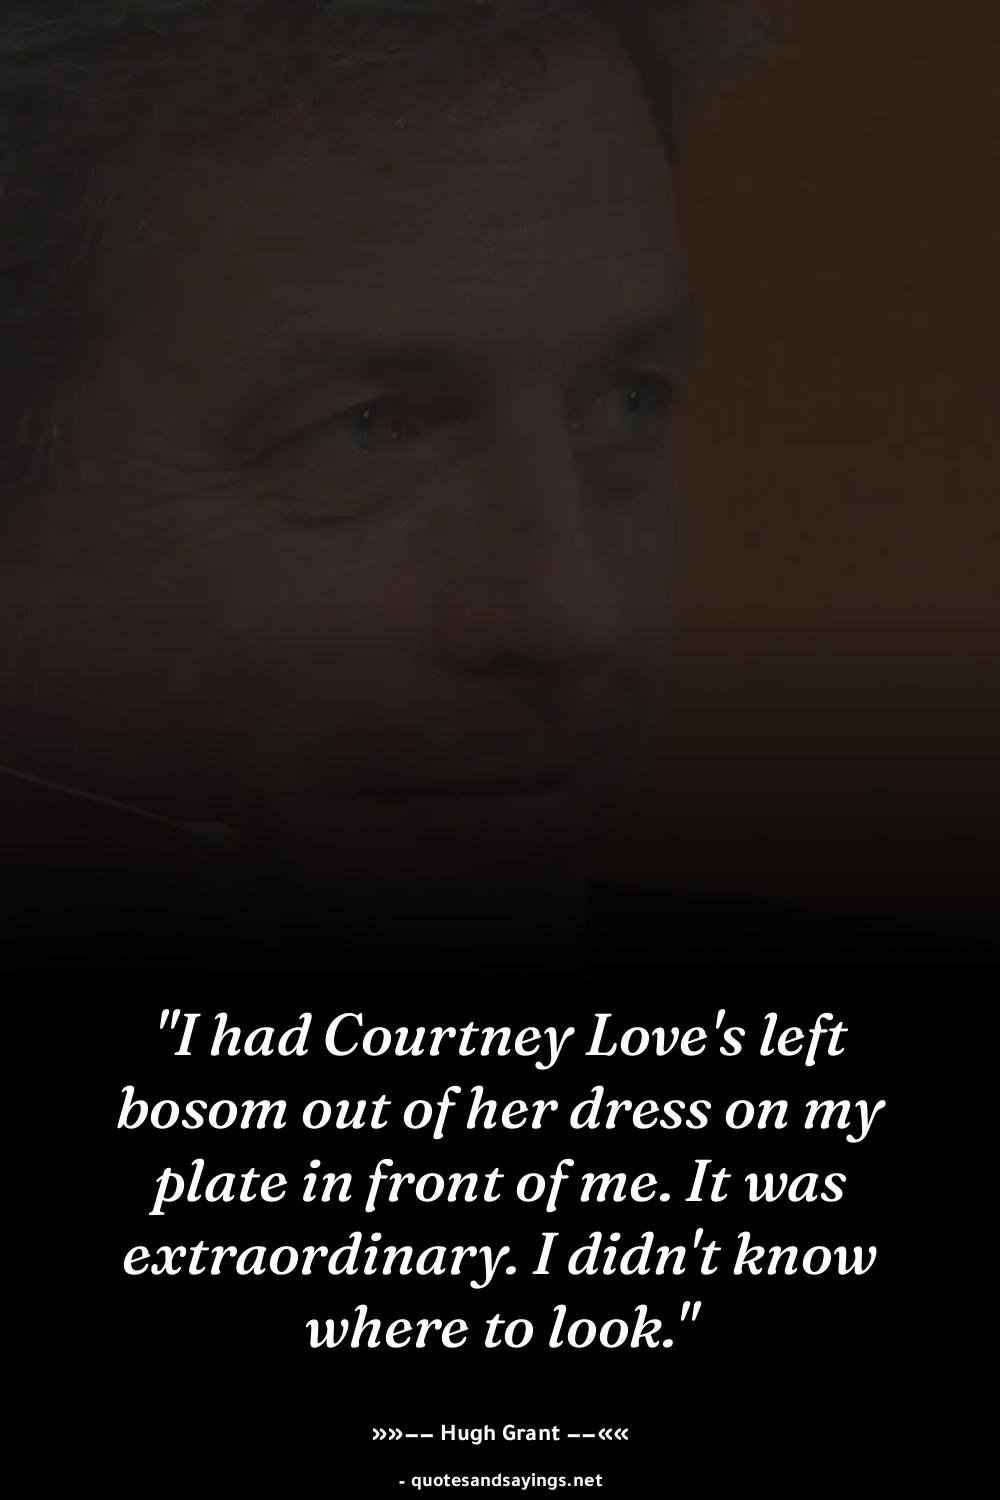 "I had Courtney Love's left
bosom out of her dress on my
plate in front of me. It was
extraordinary. I didn't know
where to look."
»»–– Hugh Grant ––««
- quotesandsayings.net